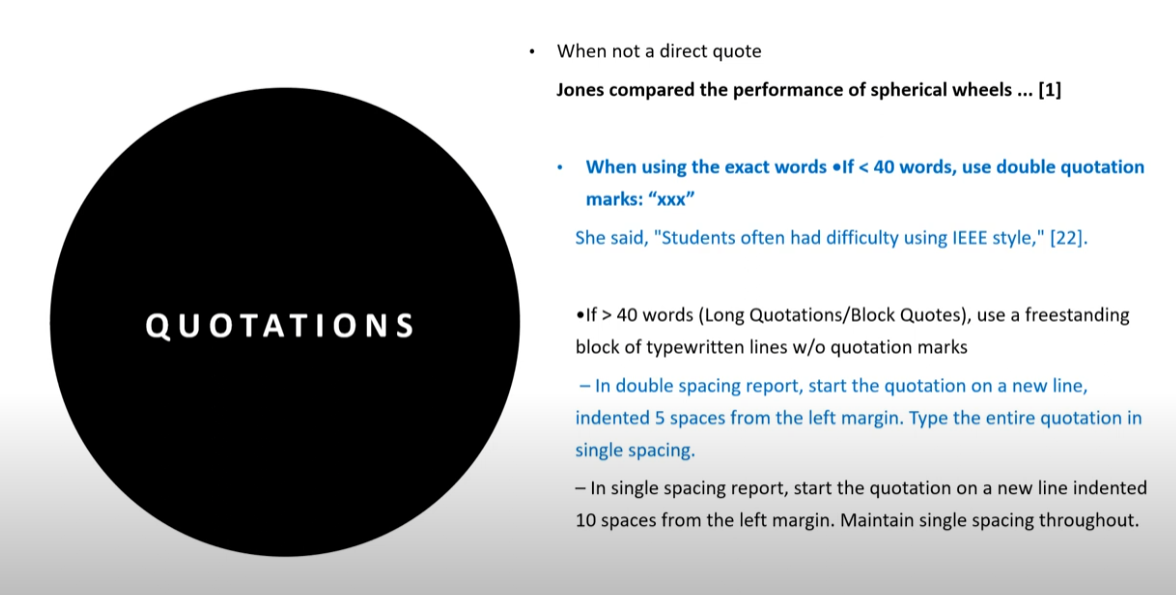 QUOTATIONS
• When not a direct quote
Jones compared the performance of spherical wheels ... [1]
• When using the exact words •If < 40 words, use double quotation
marks: “xxx”
She said, "Students often had difficulty using IEEE style," [22].
•If > 40 words (Long Quotations/Block Quotes), use a freestanding
block of typewritten lines w/o quotation marks
– In double spacing report, start the quotation on a new line,
indented 5 spaces from the left margin. Type the entire quotation in
single spacing.
– In single spacing report, start the quotation on a new line indented
10 spaces from the left margin. Maintain single spacing throughout.